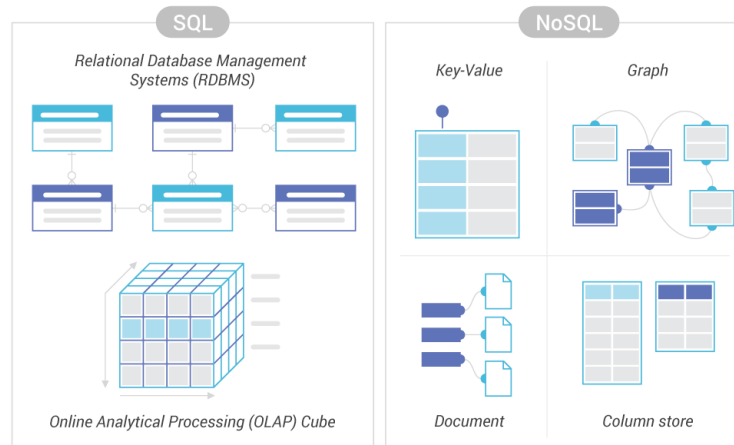 SQL
Relational Database Management
Systems (RDBMS)
Online Analytical Processing (OLAP) Cube
NoSQL
Key-Value
Graph
Document
Column store